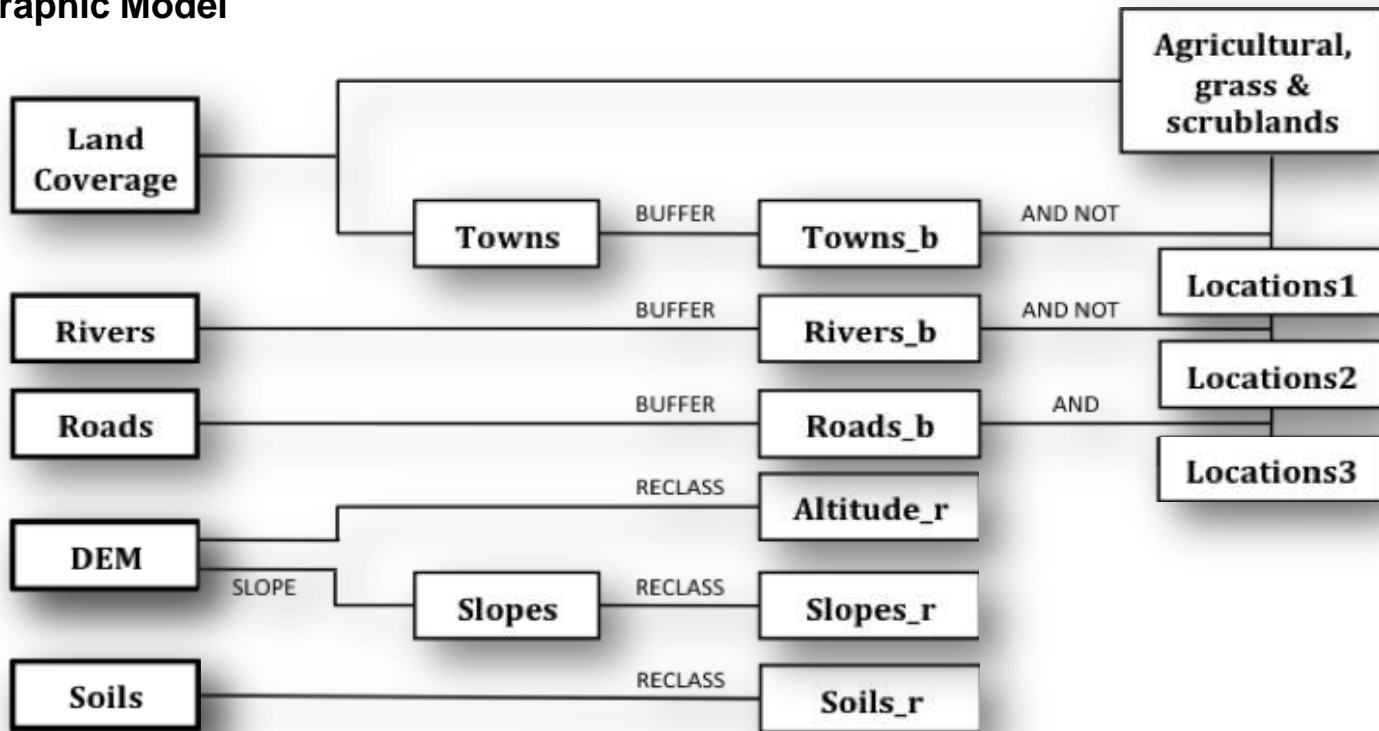 raphic Model
Agricultural,
grass &
scrublands
Land
Coverage
Towns
BUFFER
Towns_b
AND NOT
Locations1
Rivers
BUFFER
Rivers_b
AND NOT
Locations2
Roads
BUFFER
Roads_b
AND
Locations3
RECLASS
Altitude_r
DEM
SLOPE
Slopes
RECLASS
Slopes_r
Soils
RECLASS
Soils_r